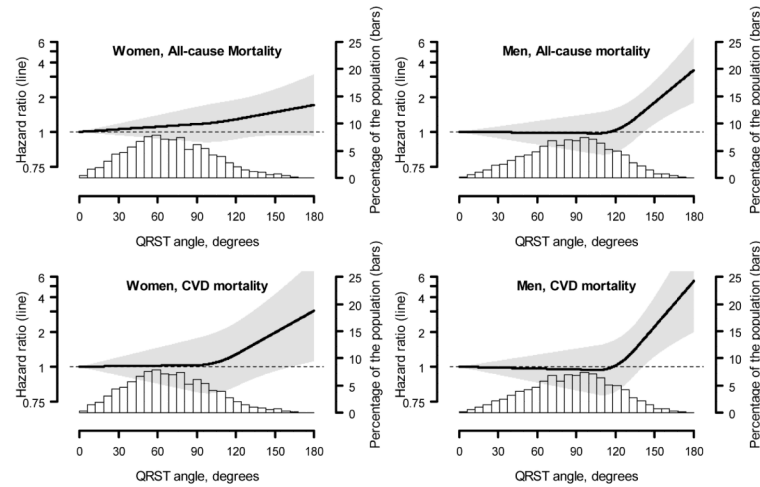 Women, All-cause Mortality
Hazard ratio (line)
6
4
2
1
0.75
Percentage of the population (bars)
25
20
15
10
5
0
0 30 60 90 120 150 180
QRST angle, degrees
Men, All-cause mortality
Hazard ratio (line)
6
4
2
1
0.75
Percentage of the population (bars)
25
20
15
10
5
0
0 30 60 90 120 150 180
QRST angle, degrees
Women, CVD mortality
Hazard ratio (line)
6
4
2
1
0.75
Percentage of the population (bars)
25
20
15
10
5
0
0 30 60 90 120 150 180
QRST angle, degrees
Men, CVD mortality
Hazard ratio (line)
6
4
2
1
0.75
Percentage of the population (bars)
25
20
15
10
5
0
0 30 60 90 120 150 180
QRST angle, degrees